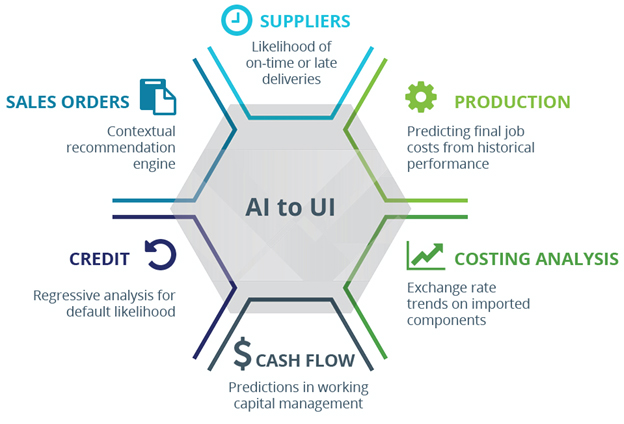 SUPPLIERS
Likelihood of
on-time or late
deliveries
SALES ORDERS
Contextual
recommendation
engine
PRODUCTION
Predicting final job
costs from historical
performance
AI to UI
CREDIT
Regressive analysis for
default likelihood
COSTING ANALYSIS
Exchange rate
trends on imported
components
$ CASH FLOW
Predictions in working
capital management